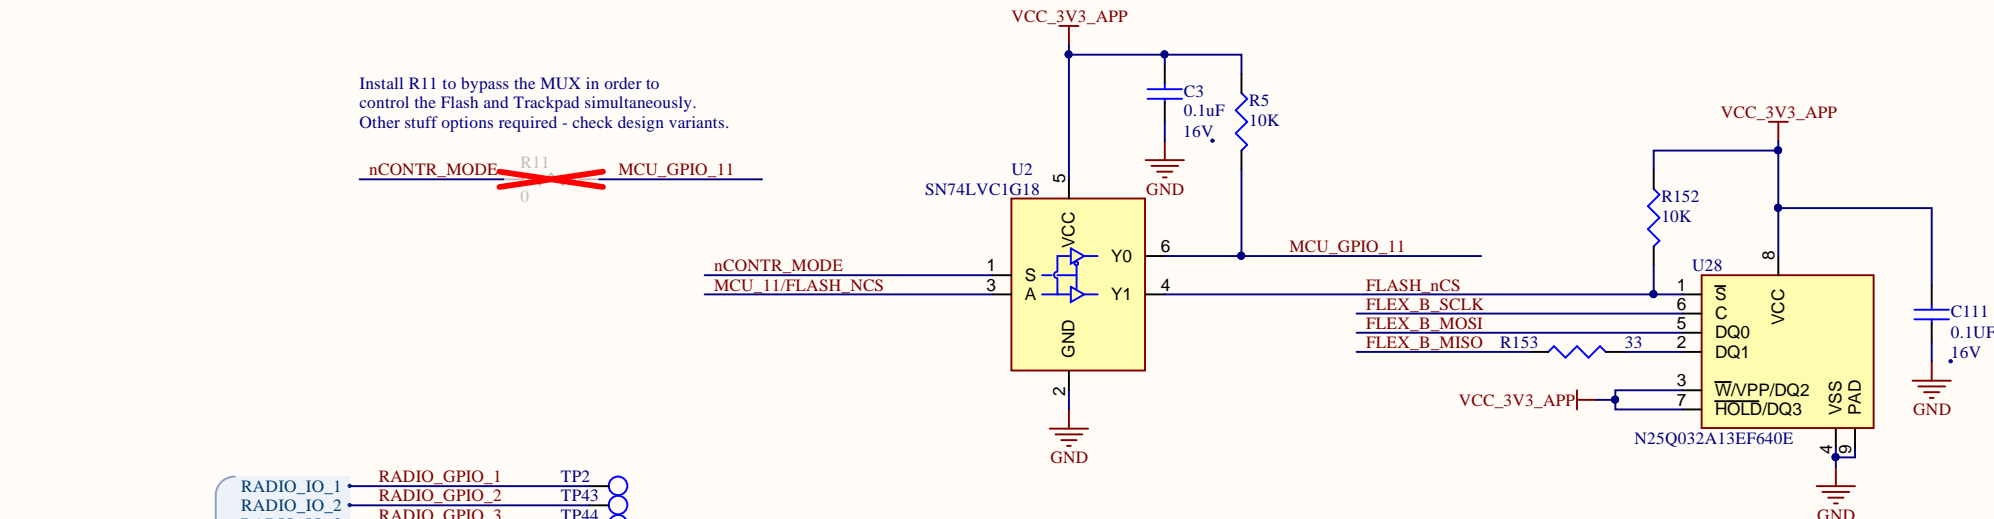 VCC_3V3_APP
Install R11 to bypass the MUX in order to
control the Flash and Trackpad simultaneously.
Other stuff options required - check design variants.
C3
0.1uF
16V
R5
10K
GND
nCONTR_MODE
R11
0
MCU_GPIO_11
U2
SN74LVC1G18
5
VCC
nCONTR_MODE
1
S
MCU_11/FLASH_NCS
3
A
Y0
6
MCU_GPIO_11
Y1
4
FLASH_nCS
GND
2
GND
VCC_3V3_APP
R152
10K
U28
8
VCC
1
S
FLEX_B_SCLK
6
C
FLEX_B_MOSI
5
DQ0
FLEX_B_MISO
R153
33
2
DQ1
VCC_3V3_APP
3
W/VPP/DQ2
7
HOLD/DQ3
VSS
PAD
4
9
N25Q032A13EF640E
GND
C111
0.1UF
16V
GND
RADIO_IO_1
RADIO_GPIO_1
TP2
RADIO_IO_2
RADIO_GPIO_2
TP43
RADIO_GPIO_3
TP44